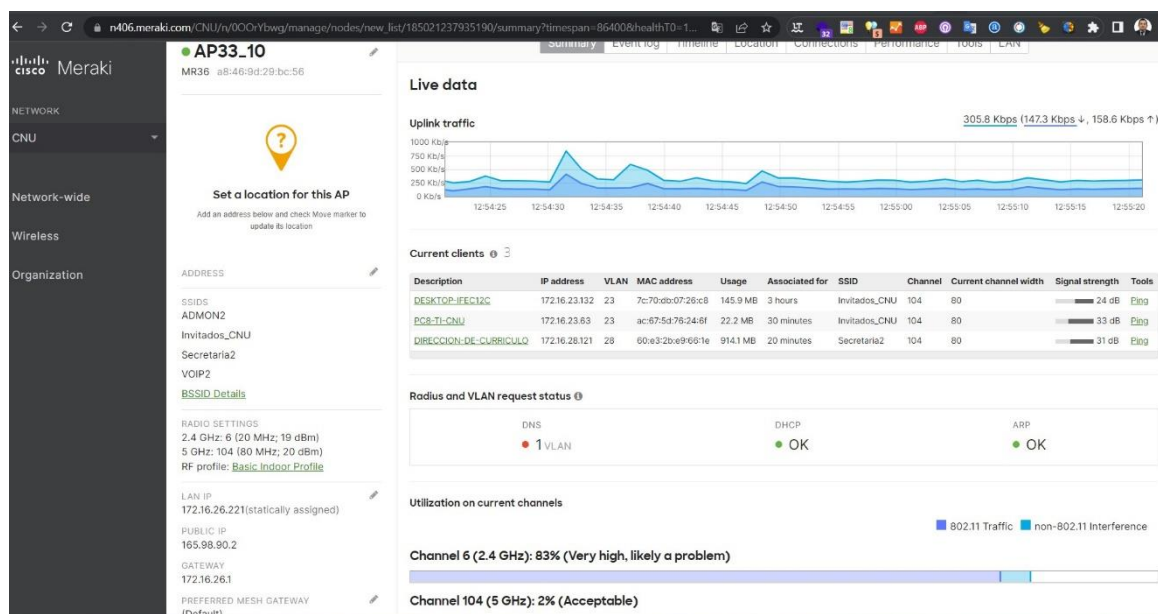 n406.meraki.com/CNU/n/0OOrYbwg/manage/nodes/new_list/185021237935190/summary?timespan=86400&healthT0=1...
32
5
ABP
cisco Meraki
NETWORK
CNU
Network-wide
Wireless
Organization
AP33_10
MR36 a8:46:9d:29:bc:56
Set a location for this AP
Add an address below and check Move marker to
update its location
ADDRESS
SSIDS
ADMON2
Invitados_CNU
Secretaria2
VOIP2
BSSID Details
RADIO SETTINGS
2.4 GHz: 6 (20 MHz; 19 dBm)
5 GHz: 104 (80 MHz; 20 dBm)
RF profile: Basic Indoor Profile
LAN IP
172.16.26.221(statically assigned)
PUBLIC IP
165.98.90.2
GATEWAY
172.16.26.1
PREFERRED MESH GATEWAY
(Default)
Summary Event log Timeline Location Connections Performance Tools LAN
Live data
Uplink traffic 305.8 Kbps (147.3 Kbps ↓, 158.6 Kbps ↑)
1000 Kb/s
750 Kb/s
500 Kb/s
250 Kb/s
0 Kb/s
12:54:25 12:54:30 12:54:35 12:54:40 12:54:45 12:54:50 12:54:55 12:55:00 12:55:05 12:55:10 12:55:15 12:55:20
Current clients 3
Description IP address VLAN MAC address Usage Associated for SSID Channel Current channel width Signal strength Tools
DESKTOP-IFEC12C 172.16.23.132 23 7c:70:db:07:26:c8 145.9 MB 3 hours Invitados_CNU 104 80 24 dB Ping
PC8-TI-CNU 172.16.23.63 23 ac:67:5d:76:24:6f 22.2 MB 30 minutes Invitados_CNU 104 80 33 dB Ping
DIRECCION-DE-CURRICULO 172.16.28.121 28 60:e3:2b:e9:66:1e 914.1 MB 20 minutes Secretaria2 104 80 31 dB Ping
Radius and VLAN request status
DNS DHCP ARP
1 VLAN OK OK
Utilization on current channels
802.11 Traffic non-802.11 Interference
Channel 6 (2.4 GHz): 83% (Very high, likely a problem)
Channel 104 (5 GHz): 2% (Acceptable)